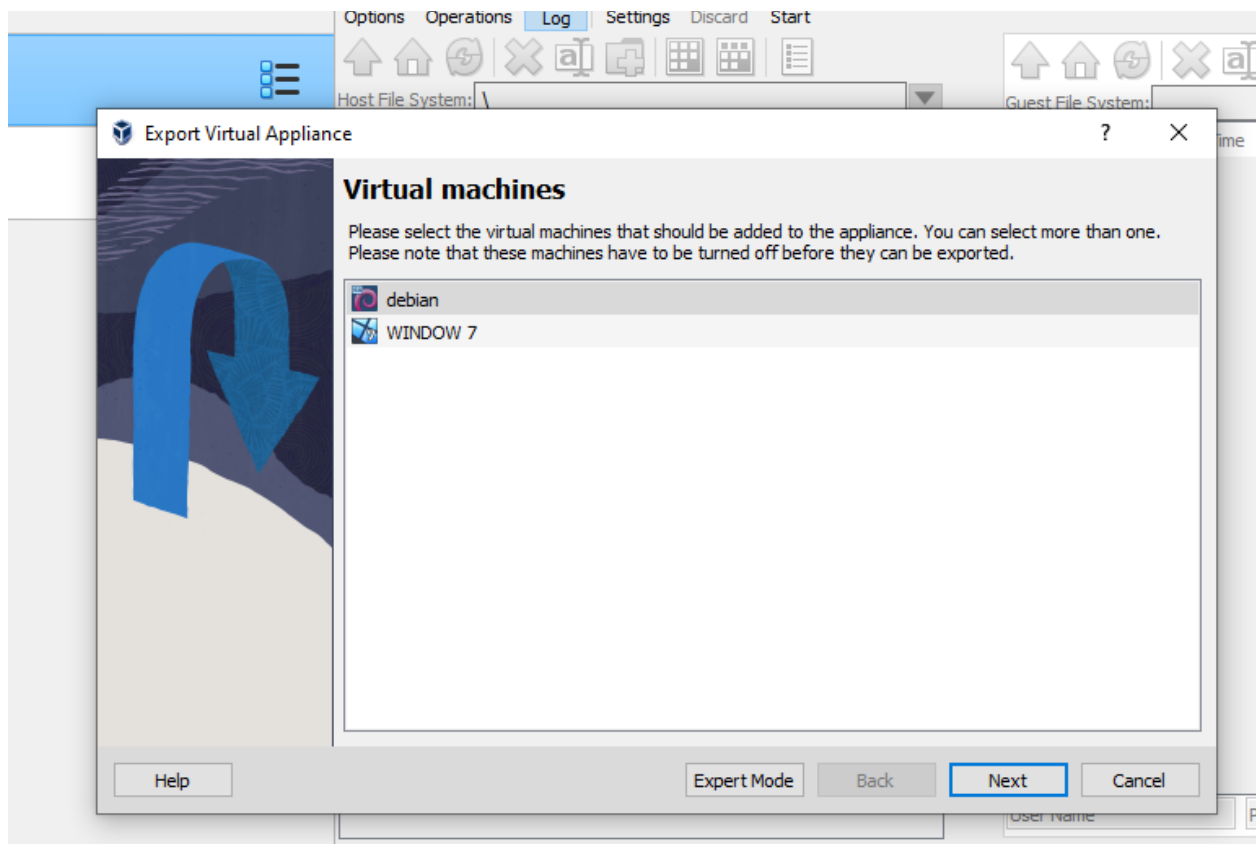 Options Operations Log Settings Discard Start
Host File System: \
Guest File System:
Export Virtual Appliance
Virtual machines
Please select the virtual machines that should be added to the appliance. You can select more than one.
Please note that these machines have to be turned off before they can be exported.
debian
WINDOW 7
Help
Expert Mode
Back
Next
Cancel
User Name